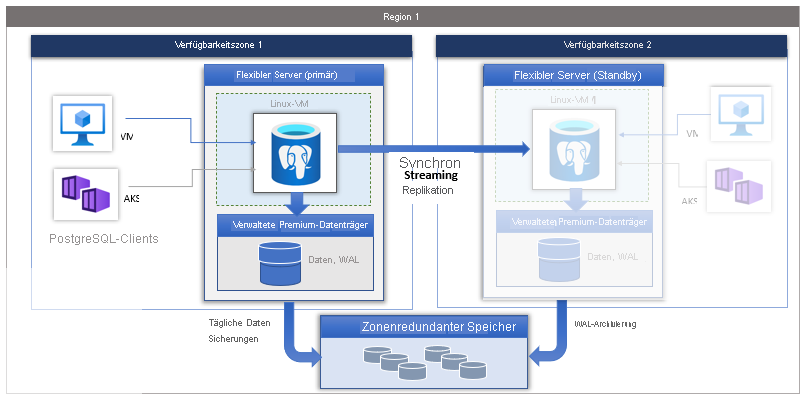 Region 1
Verfügbarkeitszone 1
Verfügbarkeitszone 2
Flexibler Server (primär)
Flexibler Server (Standby)
Linux-VM
Linux-VM ¶
VM
VM
Synchron
Streaming
Replikation
AKS
AKS
PostgreSQL-Clients
Verwaltete Premium-Datenträger
Verwaltete Premium-Datenträger
Daten, WAL
Daten, WAL
Tägliche Daten
Sicherungen
Zonenredundanter Speicher
WAL-Archivierung